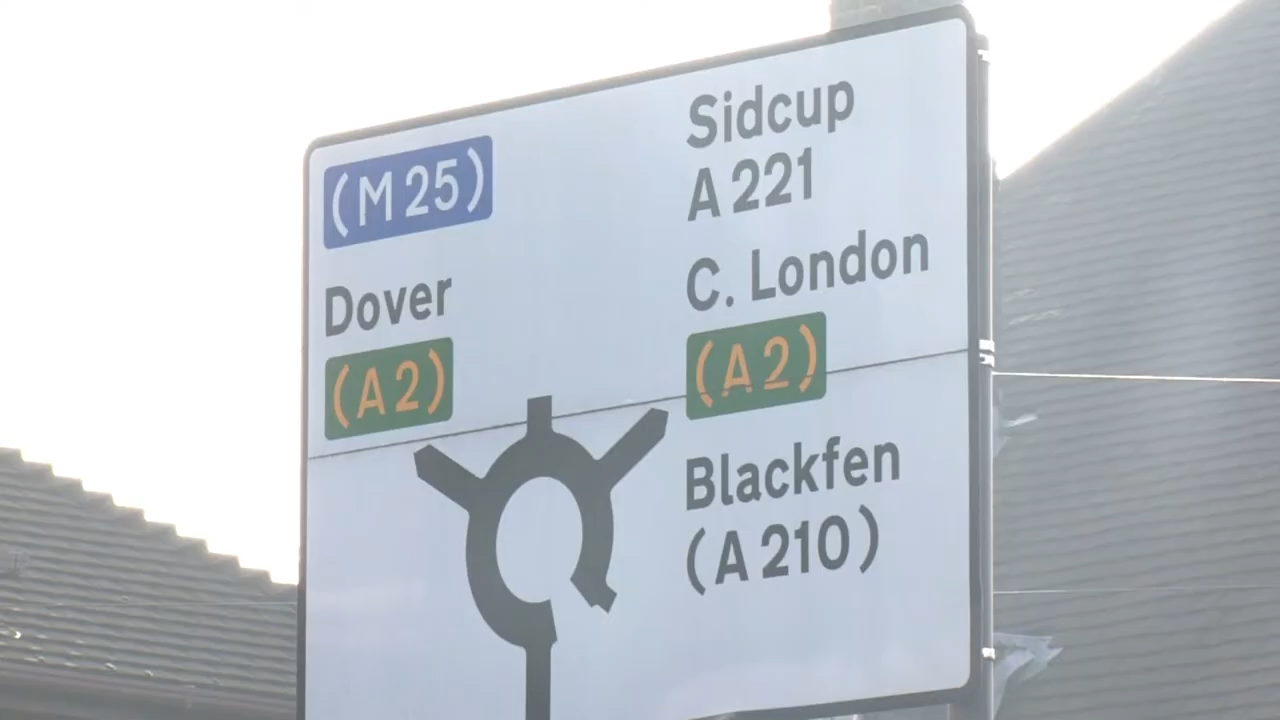 (M25)
Dover
(A2)
Sidcup
A221
C. London
(A2)
Blackfen
(A210)